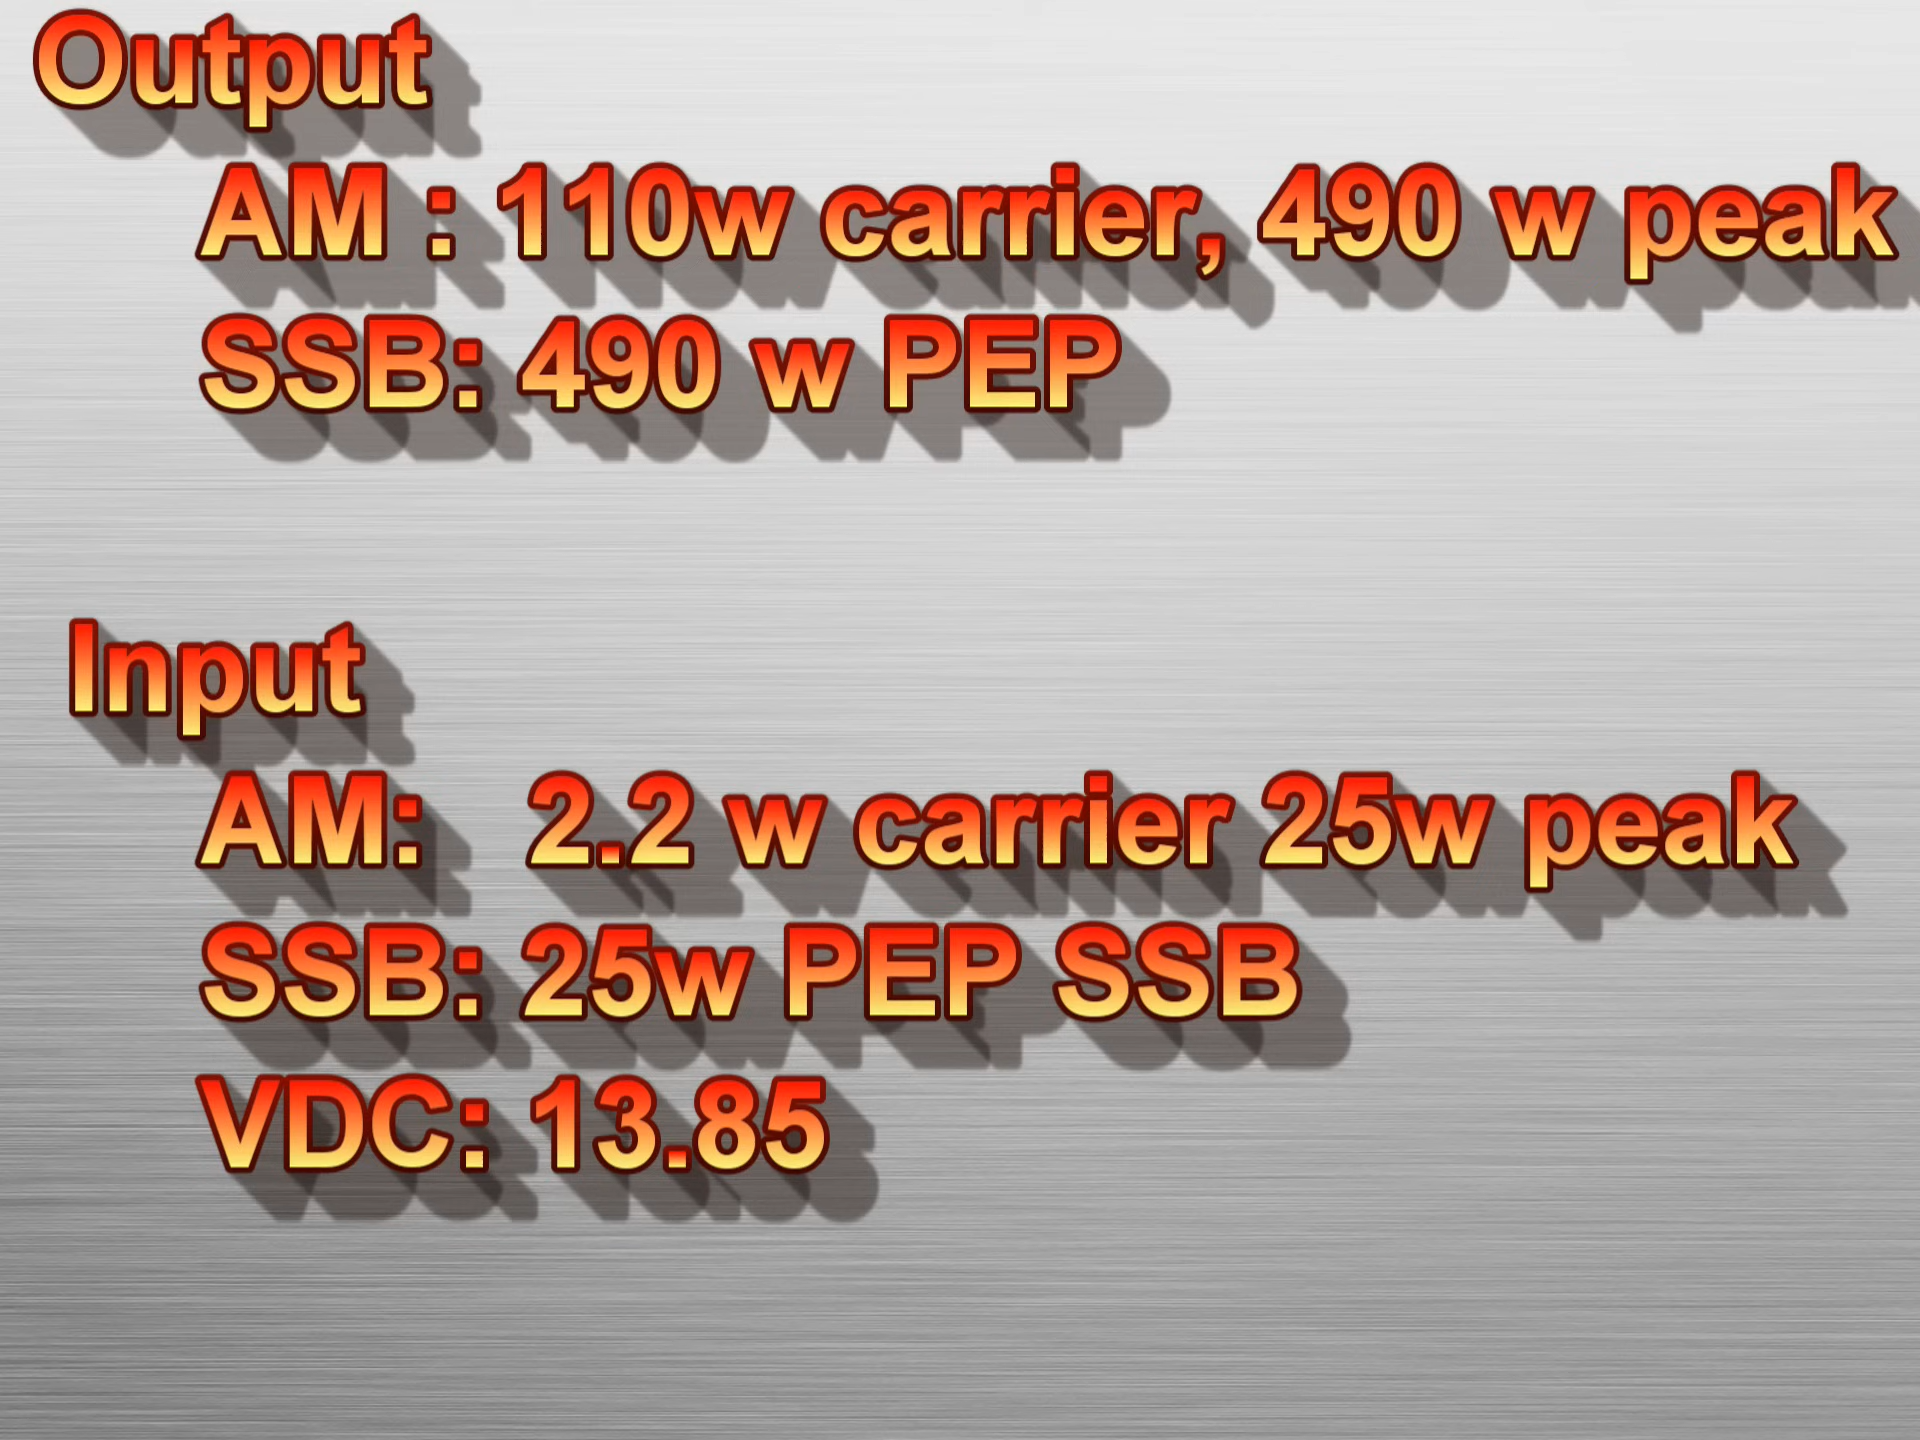 Output
AM : 110w carrier, 490 w peak
SSB: 490 w PEP
Input
AM: 2.2 w carrier 25w peak
SSB: 25w PEP SSB
VDC: 13.85